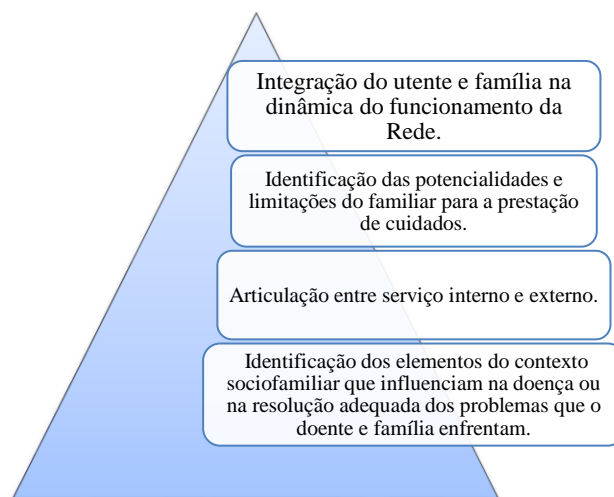 Integração do utente e família na
dinâmica do funcionamento da
Rede.
Identificação das potencialidades e
limitações do familiar para a prestação
de cuidados.
Articulação entre serviço interno e externo.
Identificação dos elementos do contexto
sociofamiliar que influenciam na doença ou
na resolução adequada dos problemas que o
doente e família enfrentam.